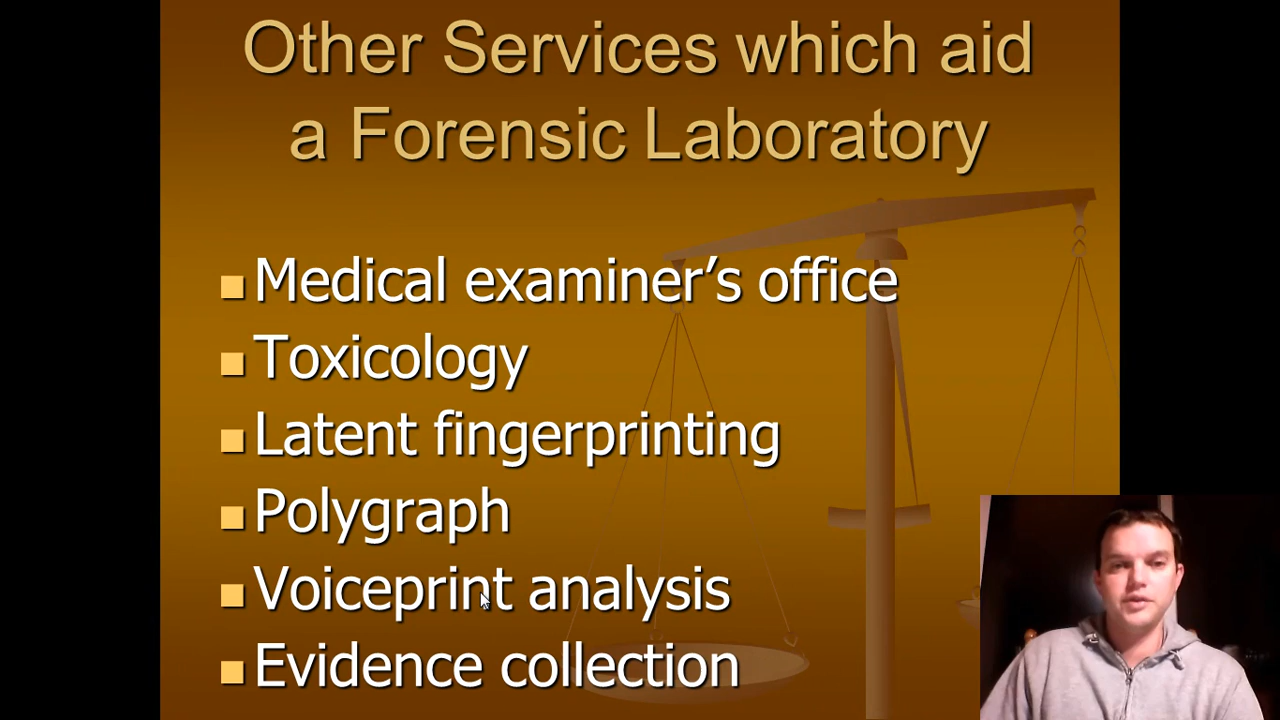 Other Services which aid
a Forensic Laboratory
Medical examiner’s office
Toxicology
Latent fingerprinting
Polygraph
Voiceprint analysis
Evidence collection